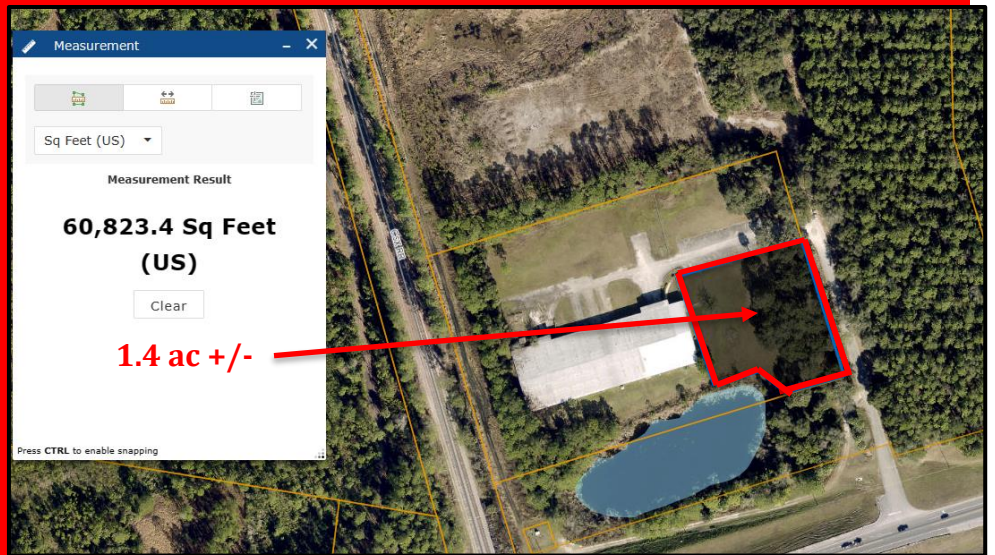 Measurement
Sq Feet (US)
Measurement Result
60,823.4 Sq Feet
(US)
Clear
1.4 ac +/-
Press CTRL to enable snapping